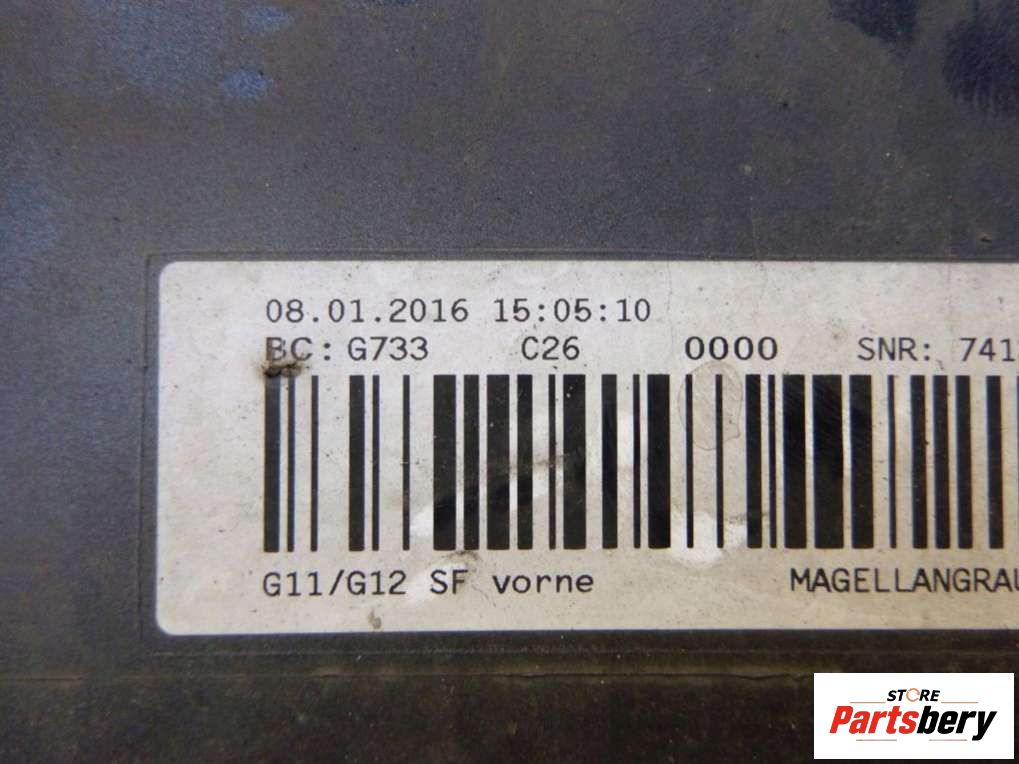 08.01.2016 15:05:10
BC: G733 C26 0000 SNR: 741
G11/G12 SF vorne MAGELLANGRAU
STORE
Partsbery